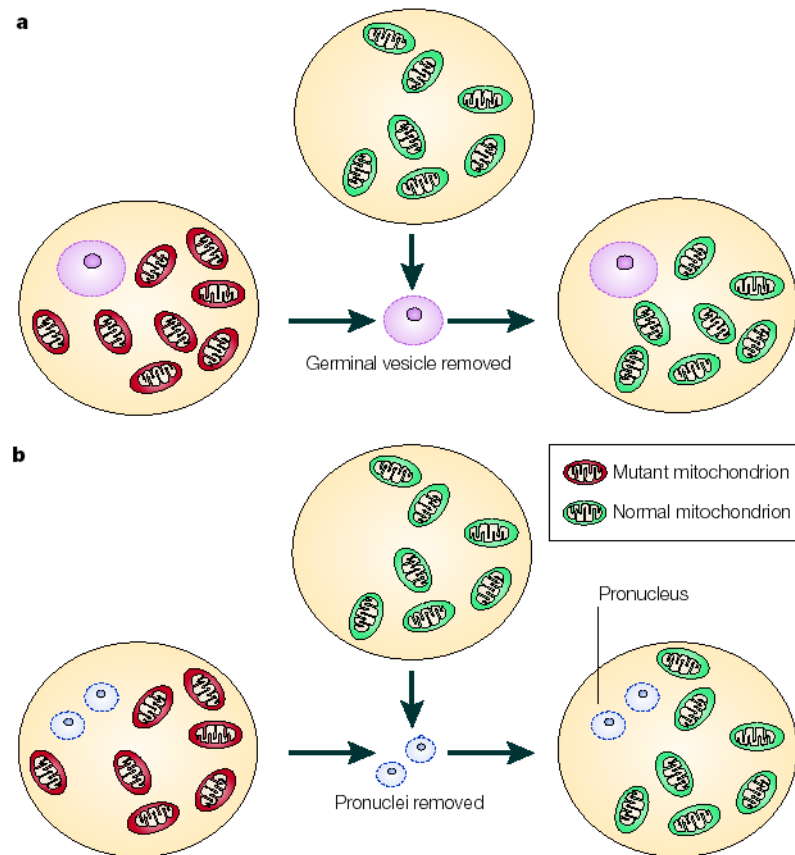 a
Germinal vesicle removed
b
Mutant mitochondrion
Normal mitochondrion
Pronucleus
Pronuclei removed